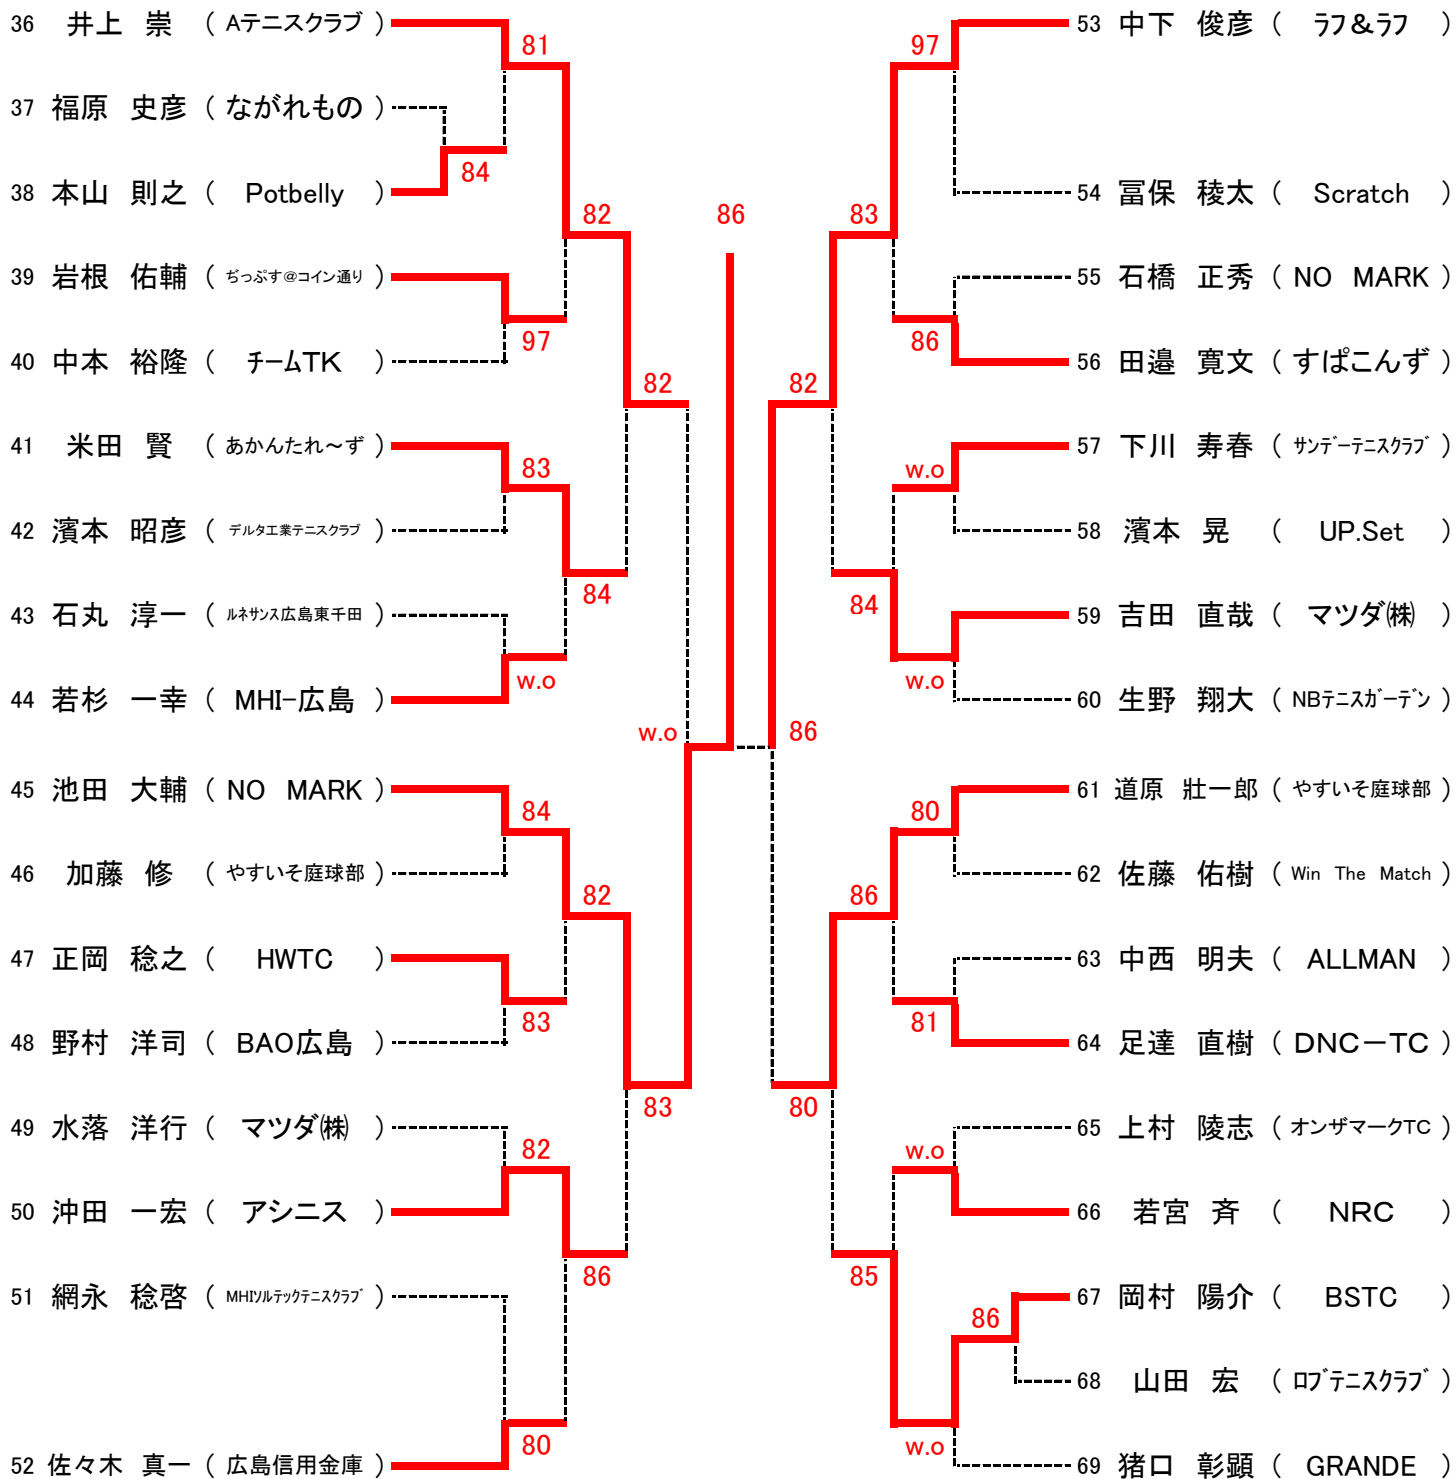 36 井上 崇 ( Aテニスクラブ )
81
37 福原 史彦 ( ながれもの )
84
38 本山 則之 ( Potbelly )
82
39 岩根 佑輔 ( ぢっぷす@コイン通り )
97
40 中本 裕隆 ( チームTK )
82
41 米田 賢 ( あかんたれ～ず )
83
42 濱本 昭彦 ( デルタ工業テニスクラブ )
84
43 石丸 淳一 ( ルネサンス広島東千田 )
w.o
44 若杉 一幸 ( MHI-広島 )
w.o
45 池田 大輔 ( NO MARK )
84
46 加藤 修 ( やすいそ庭球部 )
82
47 正岡 稔之 ( HWTC )
83
48 野村 洋司 ( BAO広島 )
83
49 水落 洋行 ( マツダ㈱ )
82
50 沖田 一宏 ( アシニス )
86
51 網永 稔啓 ( MHIソルテックテニスクラブ )
80
52 佐々木 真一 ( 広島信用金庫 )
86
53 中下 俊彦 ( ラフ&ラフ )
97
54 冨保 稜太 ( Scratch )
83
55 石橋 正秀 ( NO MARK )
86
56 田邉 寛文 ( すぱこんず )
82
57 下川 寿春 ( サンデーテニスクラブ )
w.o
58 濱本 晃 ( UP.Set )
84
59 吉田 直哉 ( マツダ㈱ )
w.o
60 生野 翔大 ( NBテニスガーデン )
86
61 道原 壯一郎 ( やすいそ庭球部 )
80
62 佐藤 佑樹 ( Win The Match )
86
63 中西 明夫 ( ALLMAN )
81
64 足達 直樹 ( DNC－TC )
80
65 上村 陵志 ( オンザマークTC )
w.o
66 若宮 斉 ( NRC )
85
67 岡村 陽介 ( BSTC )
86
68 山田 宏 ( ロブテニスクラブ )
w.o
69 猪口 彰顕 ( GRANDE )